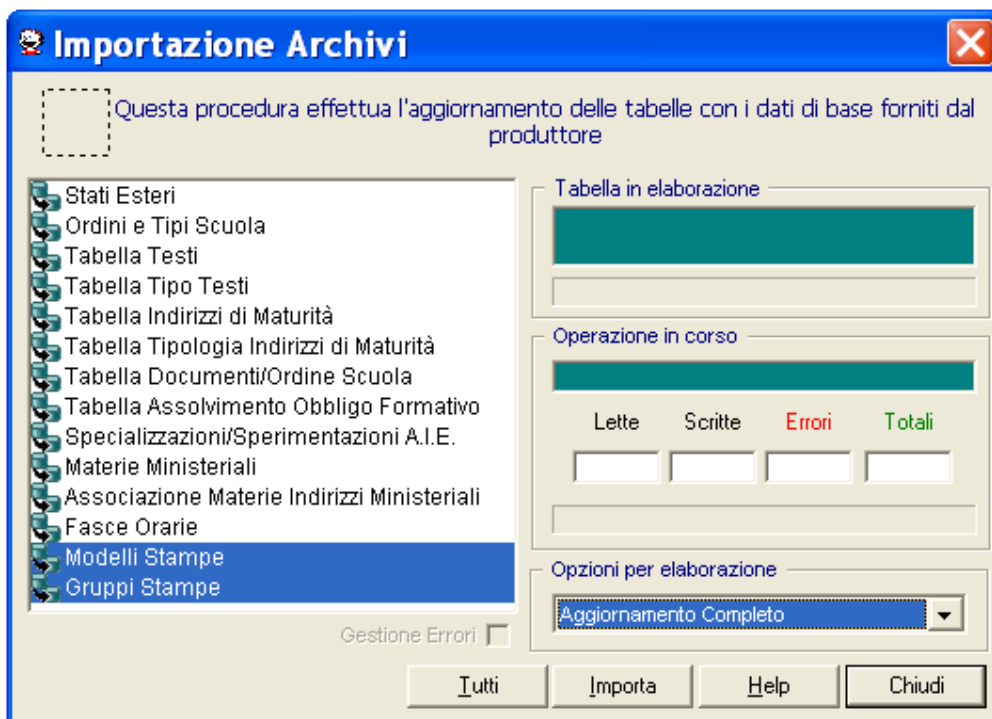 Importazione Archivi
Questa procedura effettua l'aggiornamento delle tabelle con i dati di base forniti dal
produttore
Stati Esteri
Ordini e Tipi Scuola
Tabella Testi
Tabella Tipo Testi
Tabella Indirizzi di Maturità
Tabella Tipologia Indirizzi di Maturità
Tabella Documenti/Ordine Scuola
Tabella Assolvimento Obbligo Formativo
Specializzazioni/Sperimentazioni A.I.E.
Materie Ministeriali
Associazione Materie Indirizzi Ministeriali
Fasce Orarie
Modelli Stampe
Gruppi Stampe
Gestione Errori
Tabella in elaborazione
Operazione in corso
Lette Scritte Errori Totali
Opzioni per elaborazione
Aggiornamento Completo
Tutti Importa Help Chiudi